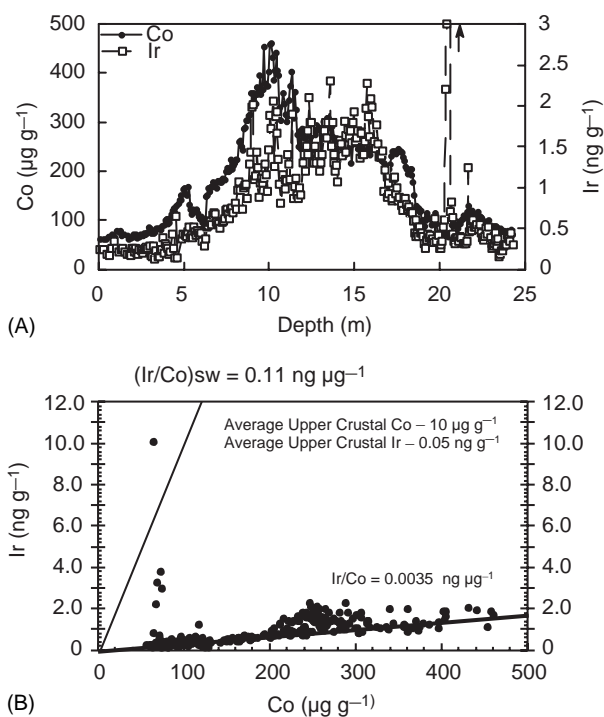 500
400
300
200
100
0
Co (µg g–1)
Co
Ir
3
2.5
2
1.5
1
0.5
0
Ir (ng g–1)
0 5 10 15 20 25
Depth (m)
(A)
(Ir/Co)sw = 0.11 ng µg–1
12.0
10.0
8.0
6.0
4.0
2.0
0.0
Ir (ng g–1)
Average Upper Crustal Co – 10 µg g–1
Average Upper Crustal Ir – 0.05 ng g–1
Ir/Co = 0.0035 ng µg–1
12.0
10.0
8.0
6.0
4.0
2.0
0.0
0 100 200 300 400 500
Co (µg g–1)
(B)